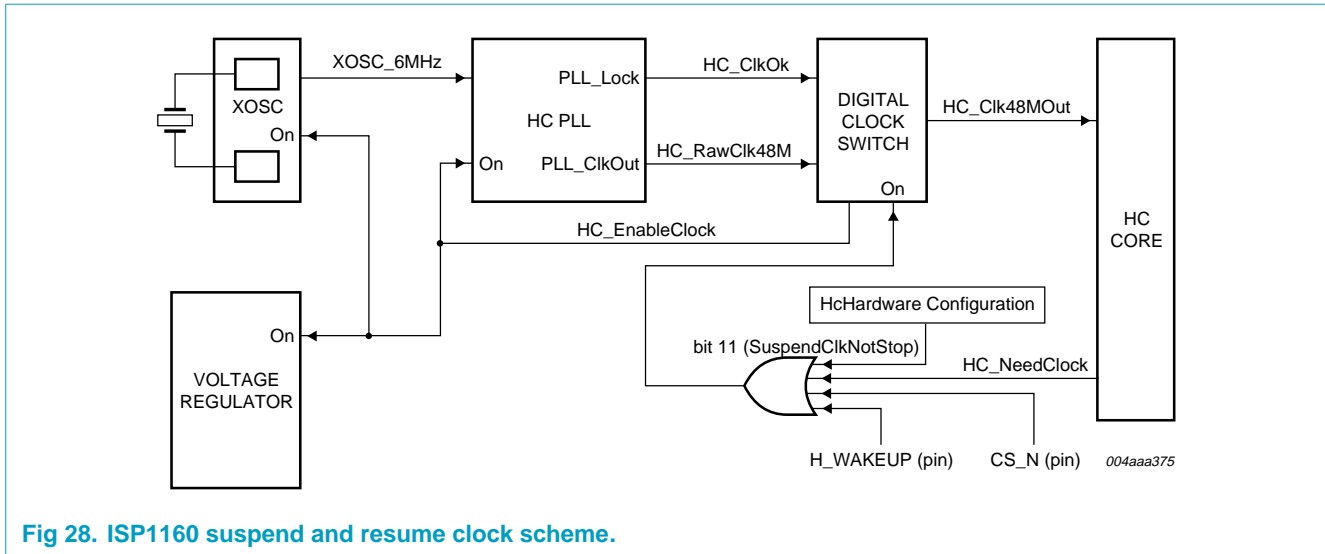 XOSC_6MHz
XOSC
On
PLL_Lock
HC PLL
PLL_ClkOut
On
HC_ClkOk
HC_RawClk48M
DIGITAL
CLOCK
SWITCH
On
HC_Clk48MOut
HC
CORE
HC_EnableClock
VOLTAGE
REGULATOR
On
HcHardware Configuration
bit 11 (SuspendClkNotStop)
HC_NeedClock
H_WAKEUP (pin)
CS_N (pin)
004aaa375
Fig 28. ISP1160 suspend and resume clock scheme.